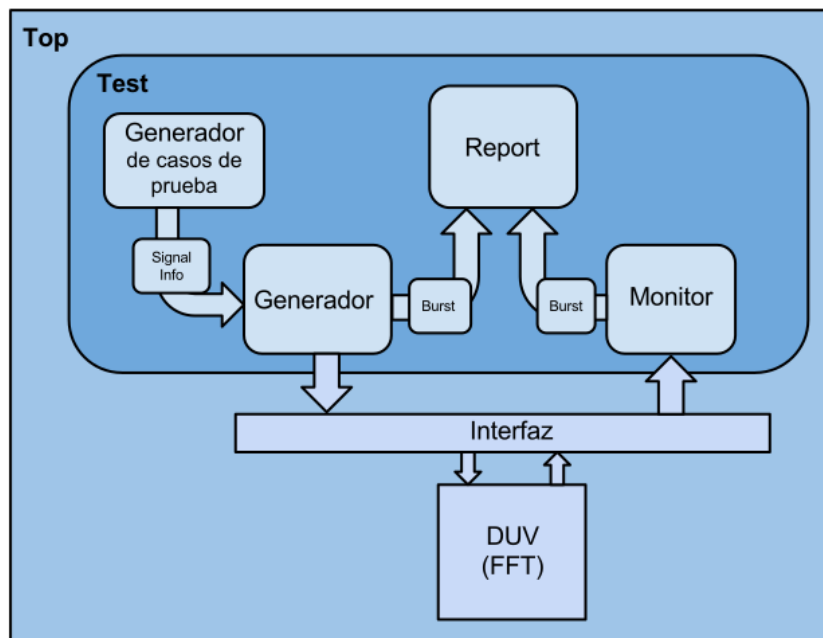 Top
Test
Generador
de casos de
prueba
Report
Signal
Info
Generador
Burst
Burst
Monitor
Interfaz
DUV
(FFT)